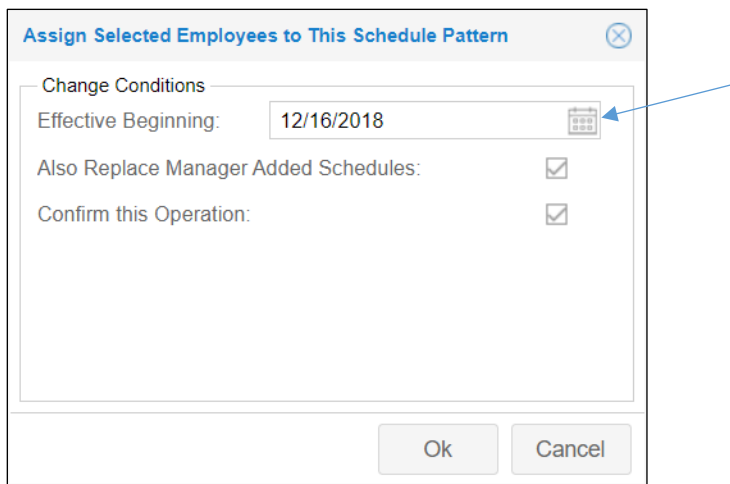 Assign Selected Employees to This Schedule Pattern
Change Conditions
Effective Beginning: 12/16/2018
Also Replace Manager Added Schedules:
Confirm this Operation:
Ok Cancel